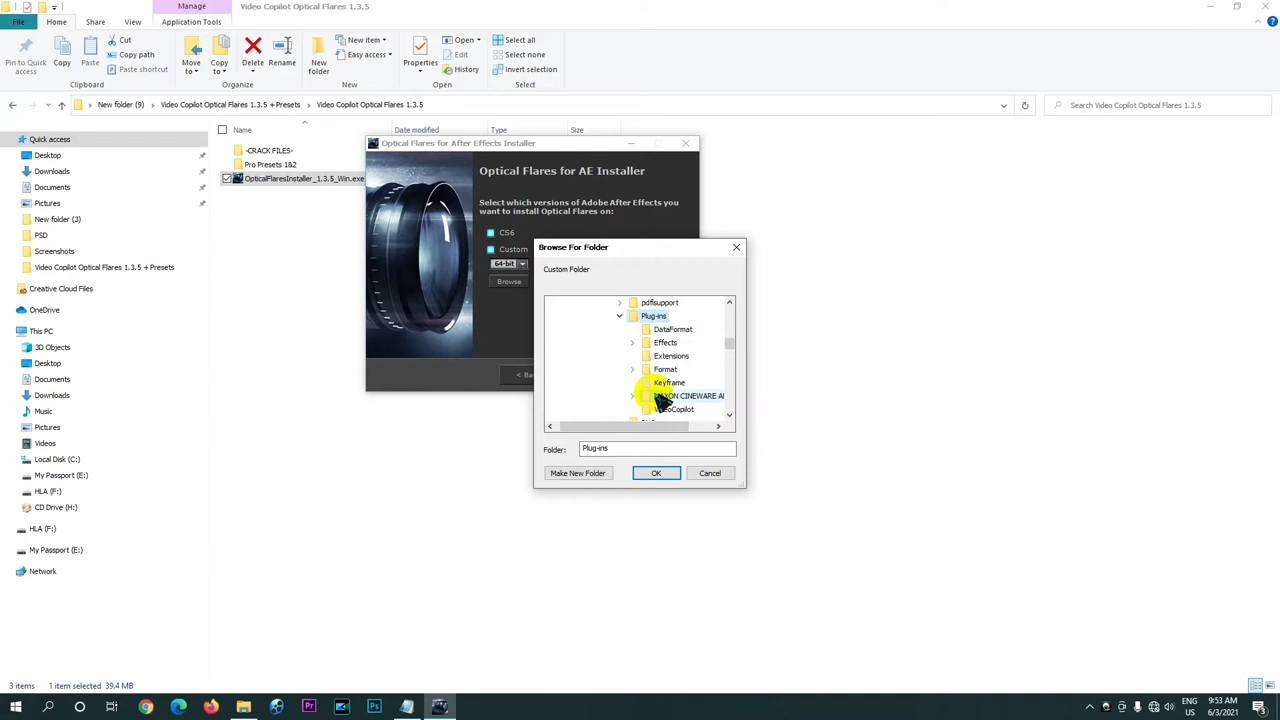 Video Copilot Optical Flares 1.3.5
Manage
File
Home
Share
View
Application Tools
Pin to Quick access
Copy
Paste
Cut
Copy path
Paste shortcut
Clipboard
Move to
Copy to
Delete
Rename
Organize
New folder
New item
Easy access
New
Properties
Open
Edit
History
Open
Select all
Select none
Invert selection
Select
New folder (9) > Video Copilot Optical Flares 1.3.5 + Presets > Video Copilot Optical Flares 1.3.5
Search Video Copilot Optical Flares 1.3.5
Quick access
Desktop
Downloads
Documents
Pictures
New folder (3)
PSD
Screenshots
Video Copilot Optical Flares 1.3.5 + Presets
Creative Cloud Files
OneDrive
This PC
3D Objects
Desktop
Documents
Downloads
Music
Pictures
Videos
Local Disk (C:)
My Passport (E:)
HLA (F:)
CD Drive (H:)
HLA (F:)
My Passport (E:)
Network
Name
Date modified
Type
Size
-CRACK FILES-
Pro Presets 1&2
OpticalFlaresInstaller_1.3.5_Win.exe
Optical Flares for After Effects Installer
Optical Flares for AE Installer
Select which versions of Adobe After Effects you
want to install Optical Flares on:
CS6
Custom
64-bit
Browse
Browse For Folder
Custom Folder
pdflsupport
Plug-ins
DataFormat
Effects
Extensions
Format
Keyframe
CINEWARE
Folder:
Plug-ins
Make New Folder
OK
Cancel
3 items
1 item selected
39.4 MB
ENG
US
9:53 AM
6/3/2021